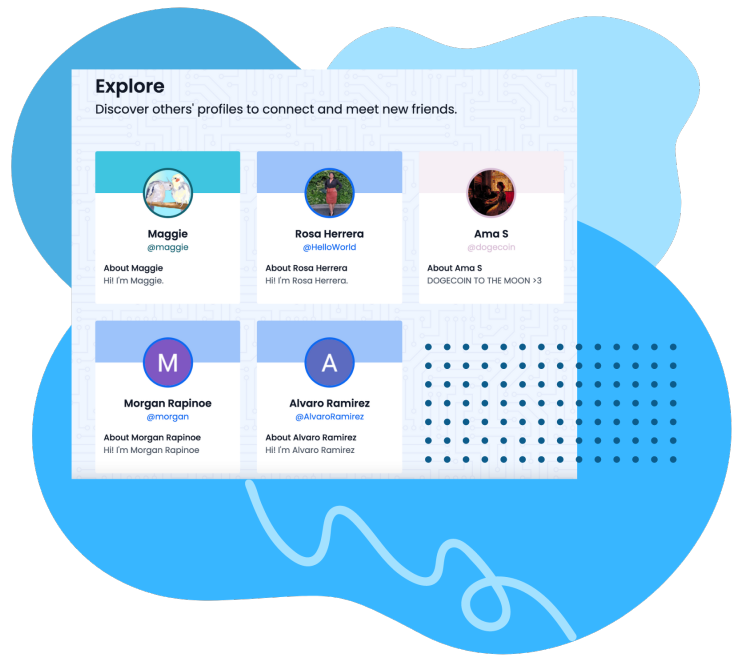 Explore
Discover others' profiles to connect and meet new friends.
Maggie
@maggie
About Maggie
Hi! I'm Maggie.
Rosa Herrera
@HelloWorld
About Rosa Herrera
Hi! I'm Rosa Herrera.
Ama S
@dogecoin
About Ama S
DOGECOIN TO THE MOON >3
M
Morgan Rapinoe
@morgan
About Morgan Rapinoe
Hi! I'm Morgan Rapinoe
A
Alvaro Ramirez
@AlvaroRamirez
About Alvaro Ramirez
Hi! I'm Alvaro Ramirez